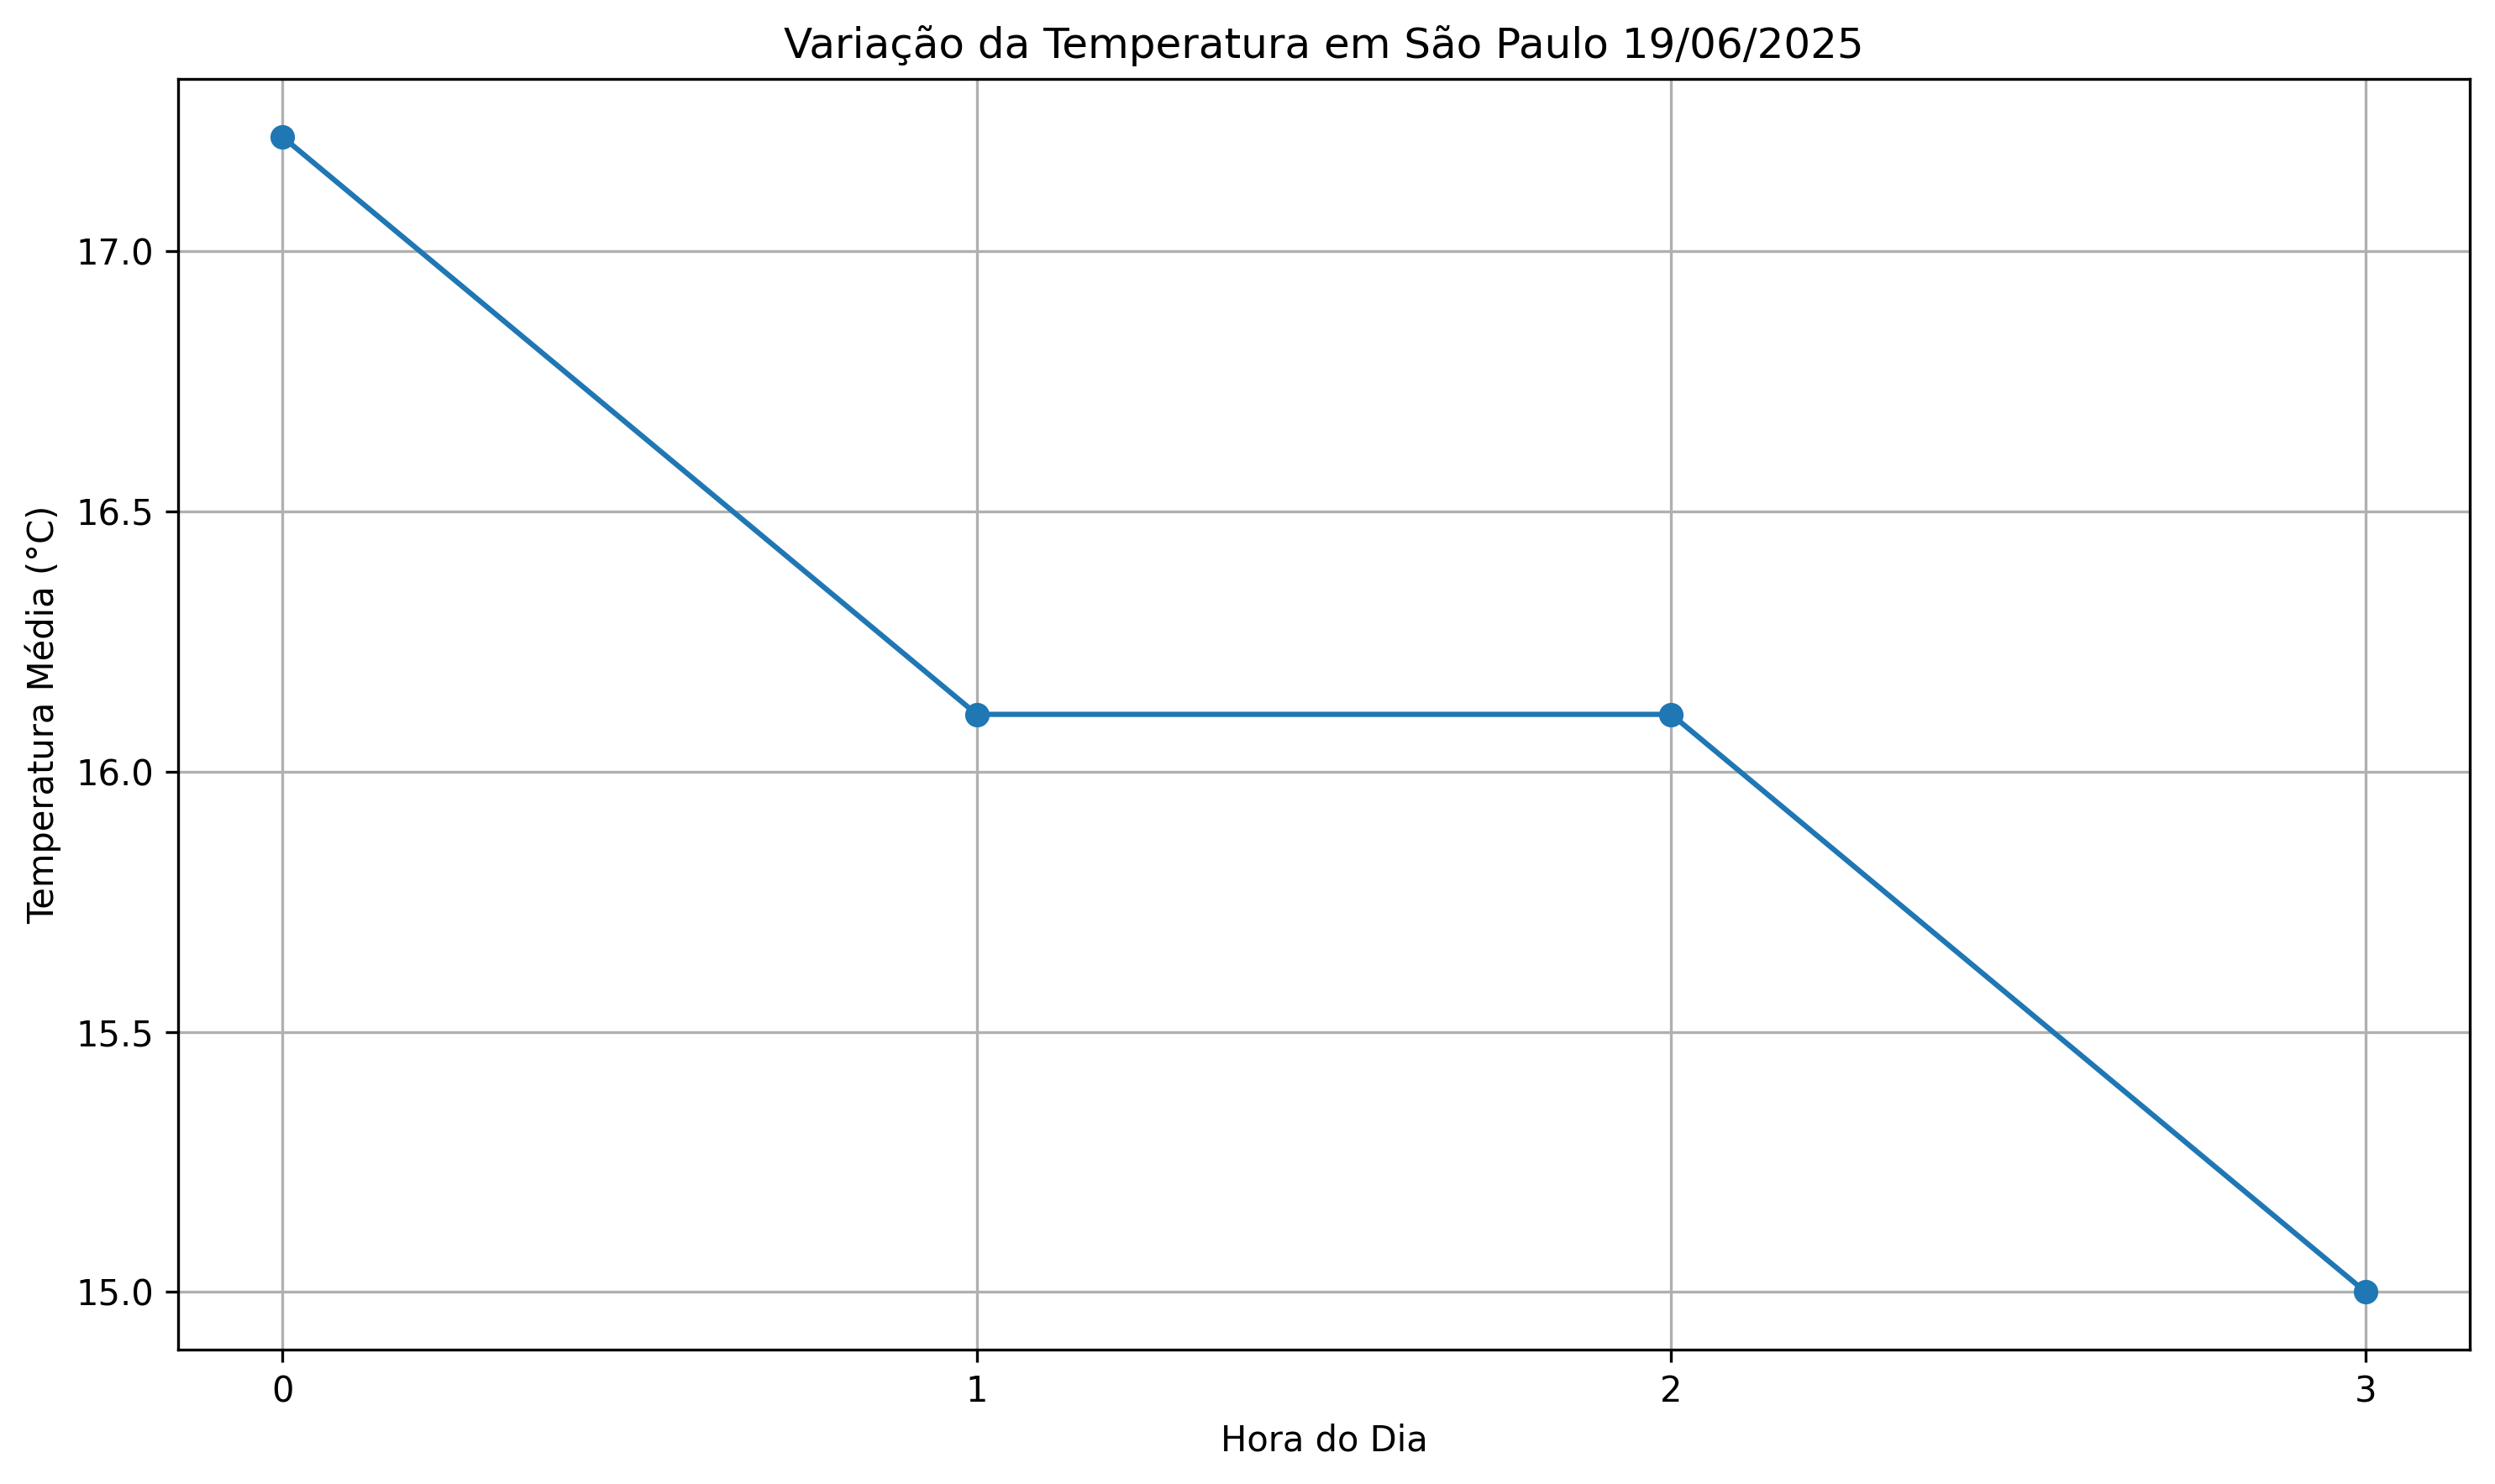 Variação da Temperatura em São Paulo 19/06/2025
Temperatura Média (°C)
17.0
16.5
16.0
15.5
15.0
0 1 2 3
Hora do Dia